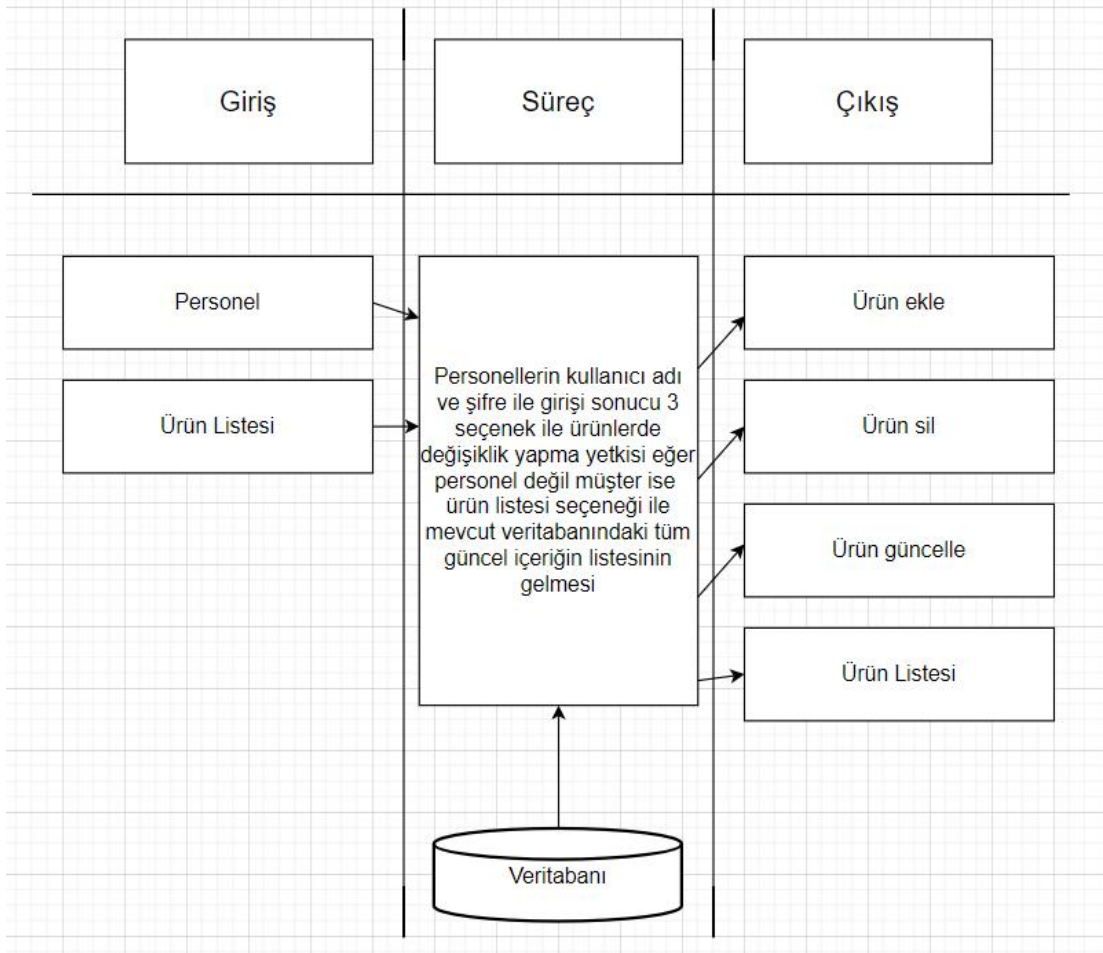 Giriş
Süreç
Çıkış
Personel
Ürün Listesi
Personellerin kullanıcı adı
ve şifre ile girişi sonucu 3
seçenek ile ürünlerde
değişiklik yapma yetkisi eğer
personel değil müşter ise
ürün listesi seçeneği ile
mevcut veritabanındaki tüm
güncel içeriğin listesinin
gelmesi
Ürün ekle
Ürün sil
Ürün güncelle
Ürün Listesi
Veritabanı